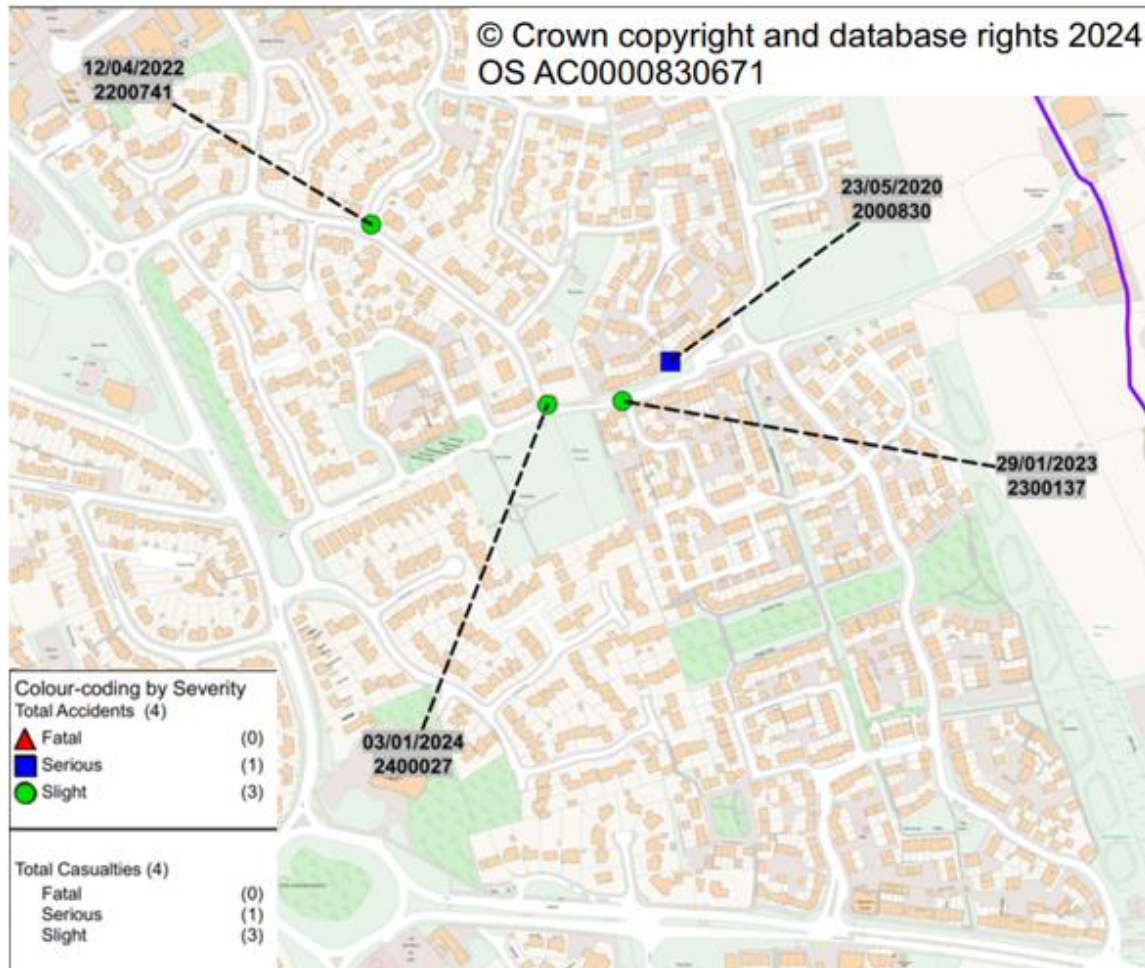 © Crown copyright and database rights 2024
OS AC0000830671
12/04/2022
2200741
23/05/2020
2000830
29/01/2023
2300137
03/01/2024
2400027
Colour-coding by Severity
Total Accidents (4)
Fatal (0)
Serious (1)
Slight (3)
Total Casualties (4)
Fatal (0)
Serious (1)
Slight (3)